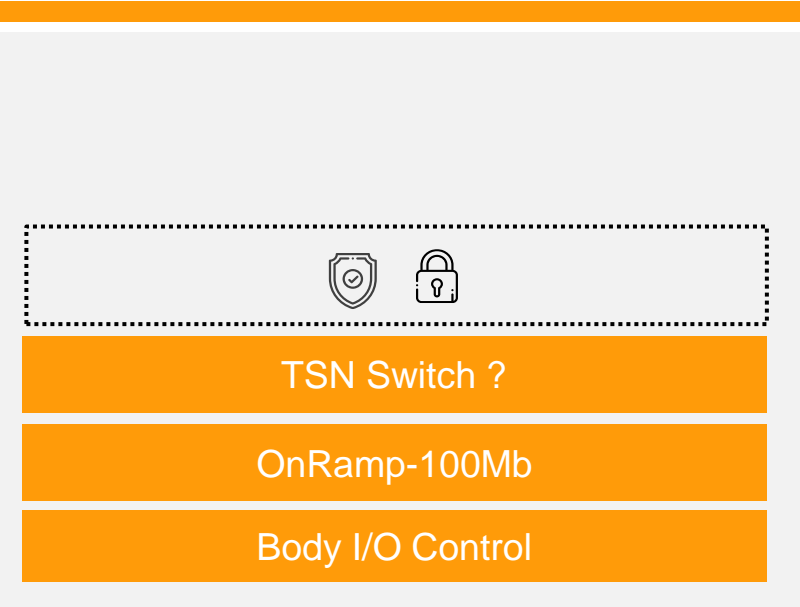 TSN Switch ?
OnRamp-100Mb
Body I/O Control